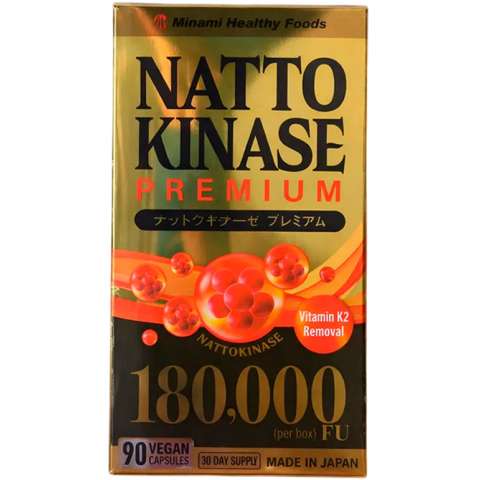 Minami Healthy Foods
NATTO
KINASE
PREMIUM
ナットウキナーゼ プレミアム
Vitamin K2
Removal
NATTOKINASE
180,000
(per box) FU
90 VEGAN
CAPSULES
30 DAY SUPPLY
MADE IN JAPAN